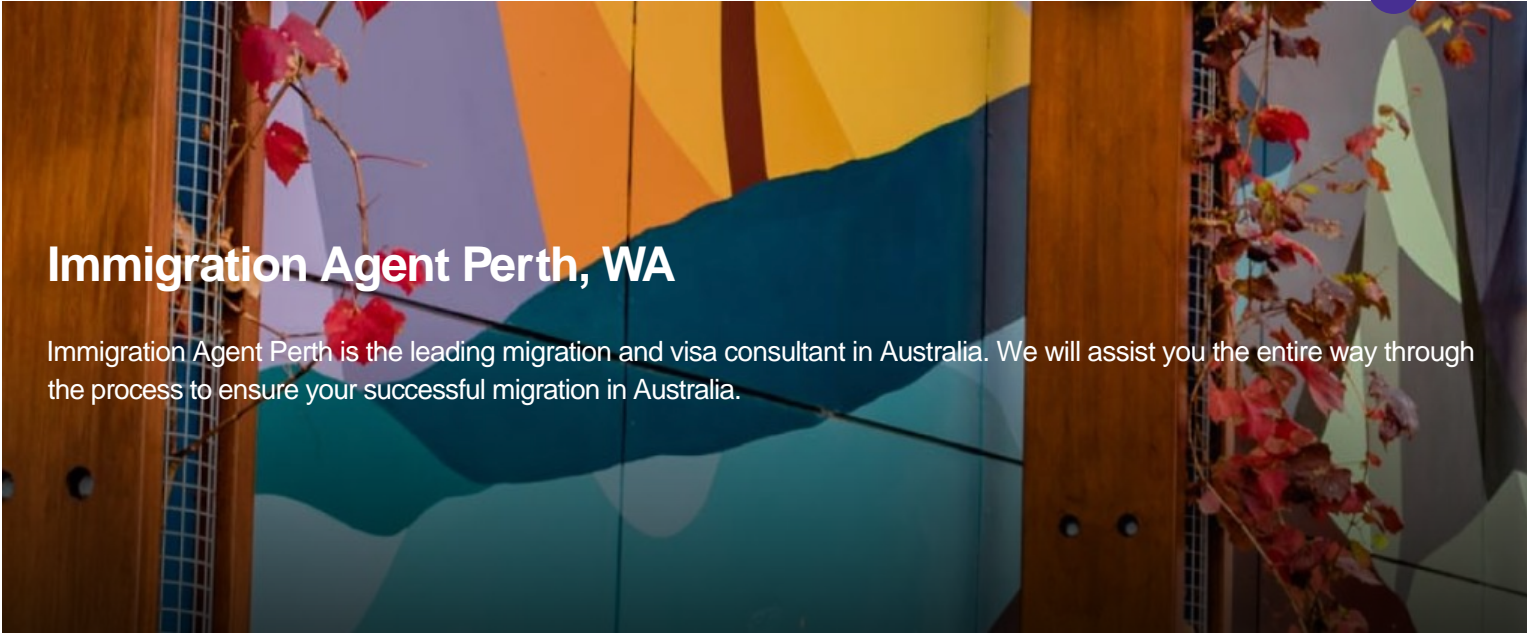 Immigration Agent Perth, WA
Immigration Agent Perth is the leading migration and visa consultant in Australia. We will assist you the entire way through
the process to ensure your successful migration in Australia.